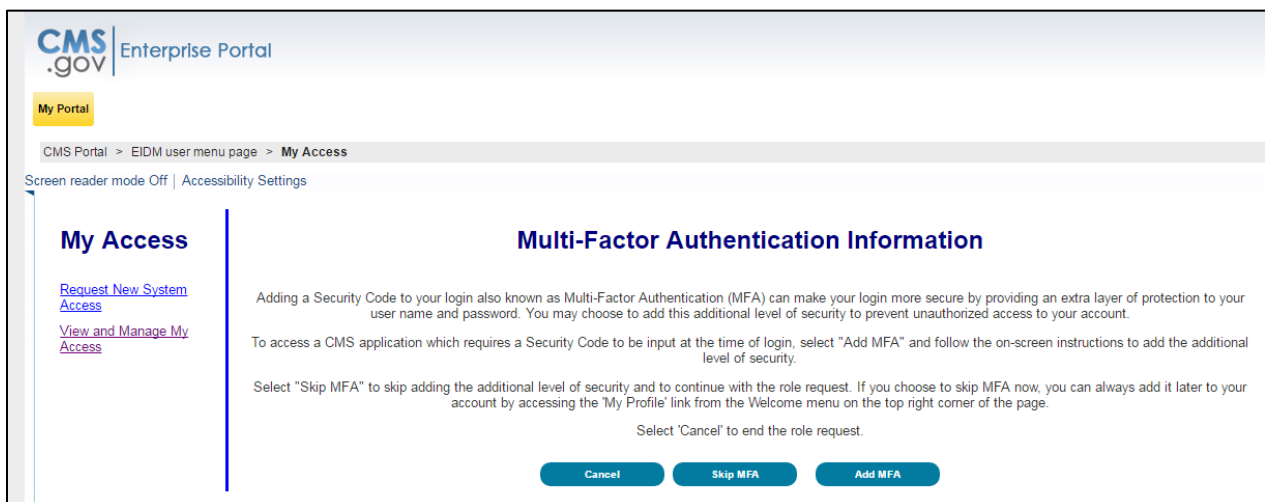 CMS
.gov
Enterprise Portal
My Portal
CMS Portal > EIDM user menu page > My Access
Screen reader mode Off | Accessibility Settings
My Access
Request New System
Access
View and Manage My
Access
Multi-Factor Authentication Information
Adding a Security Code to your login also known as Multi-Factor Authentication (MFA) can make your login more secure by providing an extra layer of protection to your
user name and password. You may choose to add this additional level of security to prevent unauthorized access to your account.
To access a CMS application which requires a Security Code to be input at the time of login, select "Add MFA" and follow the on-screen instructions to add the additional
level of security.
Select "Skip MFA" to skip adding the additional level of security and to continue with the role request. If you choose to skip MFA now, you can always add it later to your
account by accessing the 'My Profile' link from the Welcome menu on the top right corner of the page.
Select 'Cancel' to end the role request.
Cancel
Skip MFA
Add MFA